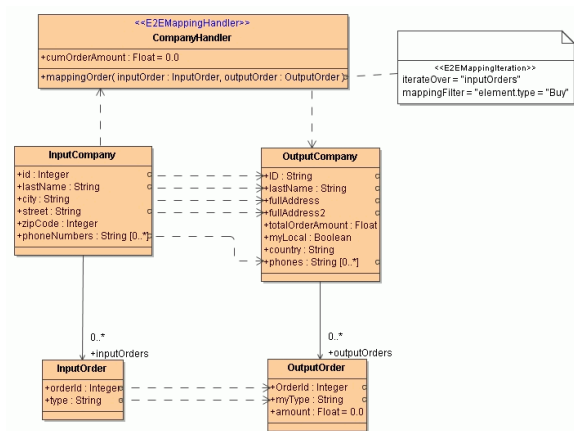 <<E2EMappingHandler>>
CompanyHandler
+cumOrderAmount : Float = 0.0
+mappingOrder( inputOrder : InputOrder, outputOrder : OutputOrder )
<<E2EMappingIteration>>
iterateOver = "inputOrders"
mappingFilter = "element.type = "Buy"
InputCompany
+id : Integer
+lastName : String
+city : String
+street : String
+zipCode : Integer
+phoneNumbers : String [0..*]
OutputCompany
+ID : String
+lastName : String
+fullAddress
+fullAddress2
+totalOrderAmount : Float
+myLocal : Boolean
+country : String
+phones : String [0..*]
0..*
+inputOrders
0..*
+outputOrders
InputOrder
+orderId : Integer
+type : String
OutputOrder
+OrderId : Integer
+myType : String
+amount : Float = 0.0